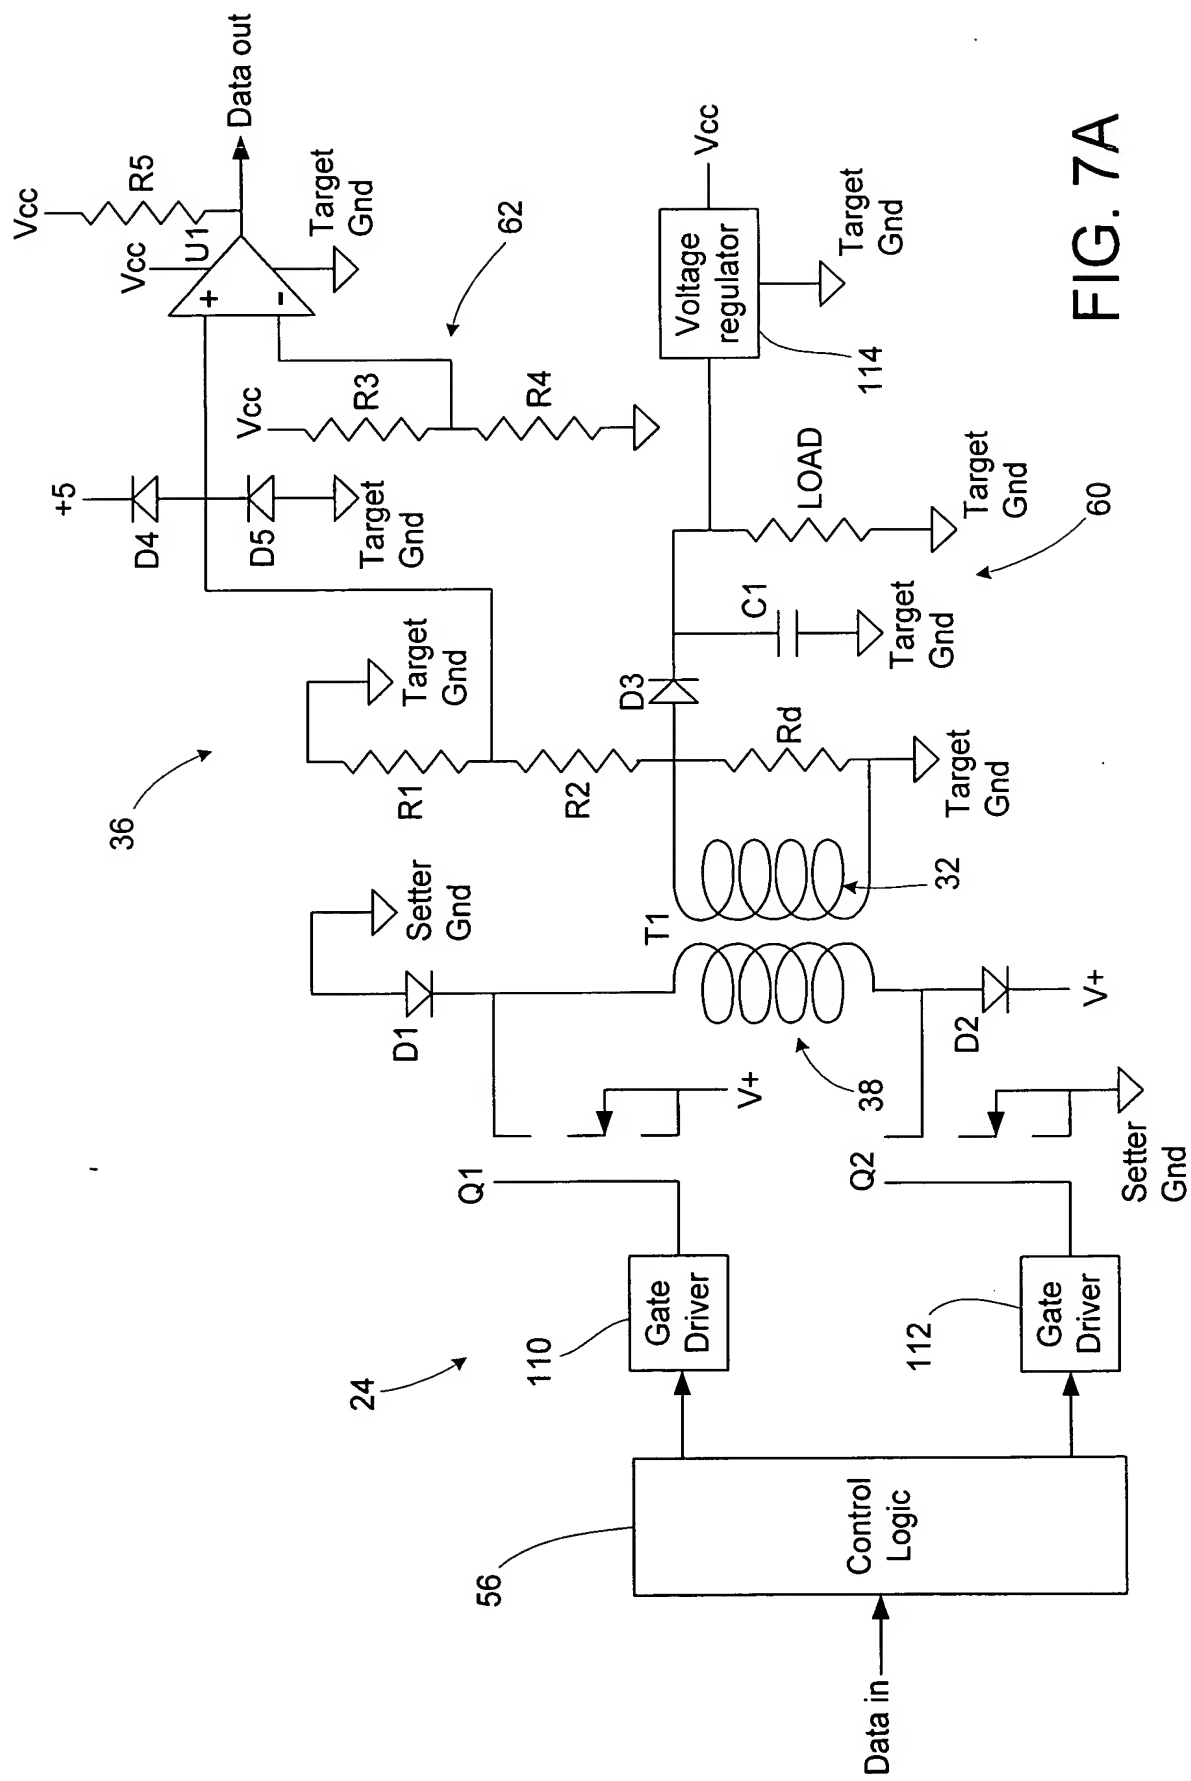 Data in
56
Control
Logic
24
110
Gate
Driver
112
Gate
Driver
Q1
V+
Q2
Setter
Gnd
D1
Setter
Gnd
38
D2
V+
T1
32
36
R1
Target
Gnd
R2
Rd
Target
Gnd
D3
C1
Target
Gnd
LOAD
Target
Gnd
60
+5
D4
D5
Target
Gnd
Vcc
R3
R4
62
Vcc
U1
+
-
Target
Gnd
Vcc
R5
Data out
Voltage
regulator
114
Vcc
Target
Gnd
FIG. 7A